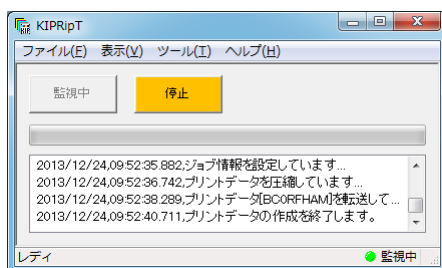 KIPRipT
ファイル(F) 表示(V) ツール(T) ヘルプ(H)
監視中 停止
2013/12/24,09:52:35.882,ジョブ情報を設定しています...
2013/12/24,09:52:36.742,プリントデータを圧縮しています...
2013/12/24,09:52:38.289,プリントデータ[BC0RFHAM]を転送して...
2013/12/24,09:52:40.711,プリントデータの作成を終了します。
レディ 監視中